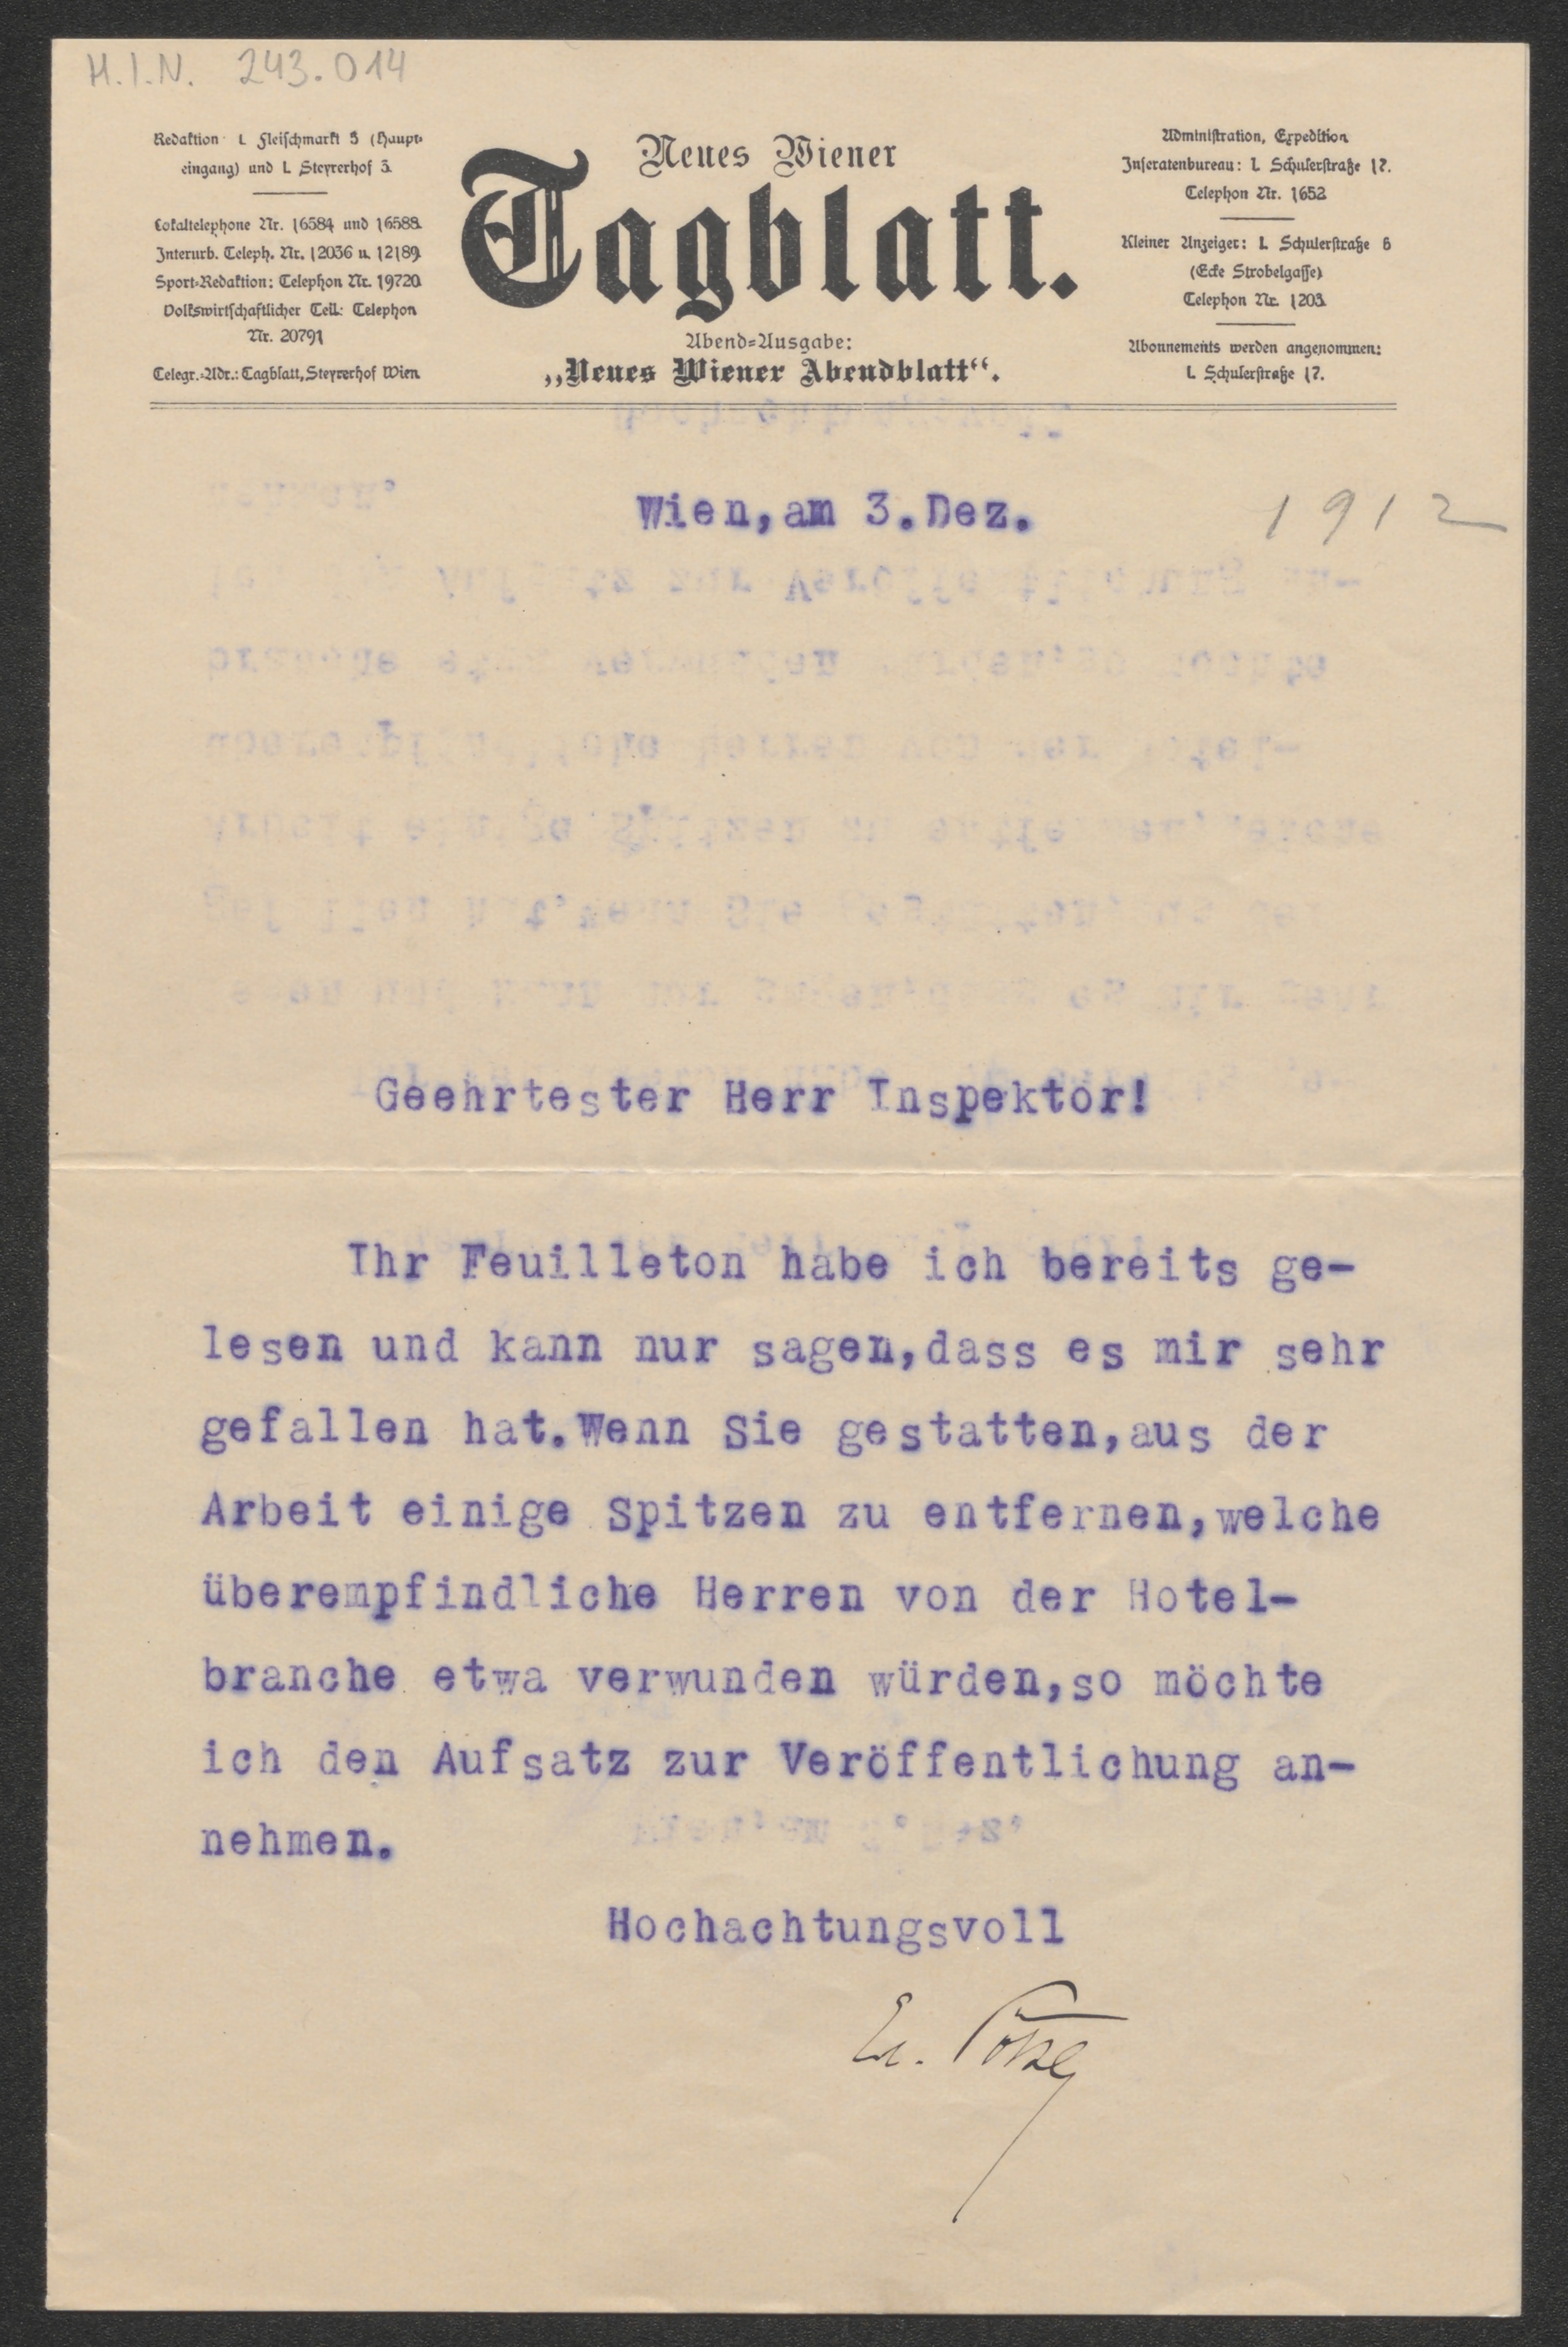 H.I.N. 243.014
Redaktion I. Fleischmarkt 5 (Haupt-
eingang) und I. Steyrerhof 3.
Lokaltelephone Nr. 16584 und 16588.
Interurb. Teleph. Nr. 12036 u. 12189.
Sport-Redaktion: Telephon Nr. 19720.
Volkswirtschaftlicher Teil: Telephon
Nr. 20791
Telegr.-Adr.: Tagblatt, Steyrerhof Wien
Neues Wiener
Tagblatt.
Abend-Ausgabe:
„Neues Wiener Abendblatt“.
Administration, Expedition
Inseratenbureau: I. Schulerstraße 17.
Telephon Nr. 1652
Kleiner Anzeiger: I. Schulerstraße 6
(Ecke Strobelgasse)
Telephon Nr. 1203.
Abonnements werden angenommen:
I. Schulerstraße 17.
Wien,am 3.Dez. 1912
Geehrtester Herr Inspektor!
Ihr Feuilleton habe ich bereits ge-
lesen und kann nur sagen,dass es mir sehr
gefallen hat.Wenn Sie gestatten,aus der
Arbeit einige Spitzen zu entfernen,welche
überempfindliche Herren von der Hotel-
branche etwa verwunden würden,so möchte
ich den Aufsatz zur Veröffentlichung an-
nehmen.
Hochachtungsvoll
Pötzl